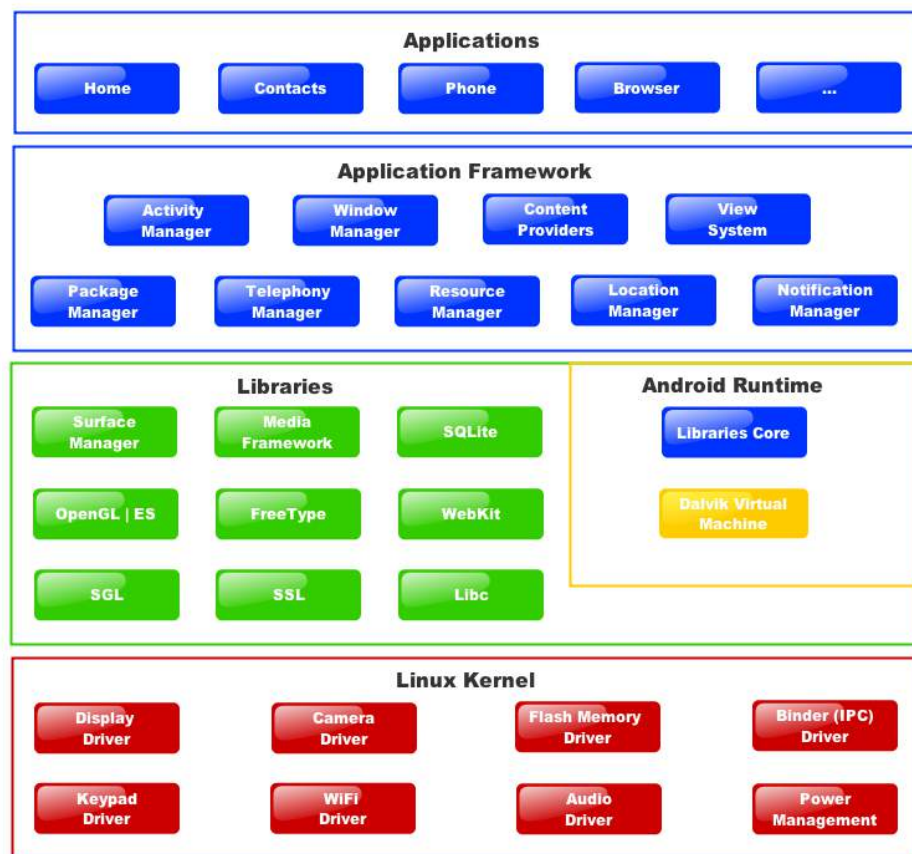 Applications
Home
Contacts
Phone
Browser
...
Application Framework
Activity
Manager
Window
Manager
Content
Providers
View
System
Package
Manager
Telephony
Manager
Resource
Manager
Location
Manager
Notification
Manager
Libraries
Surface
Manager
Media
Framework
SQLite
OpenGL | ES
FreeType
WebKit
SGL
SSL
Libc
Android Runtime
Libraries Core
Dalvik Virtual
Machine
Linux Kernel
Display
Driver
Camera
Driver
Flash Memory
Driver
Binder (IPC)
Driver
Keypad
Driver
WiFi
Driver
Audio
Driver
Power
Management